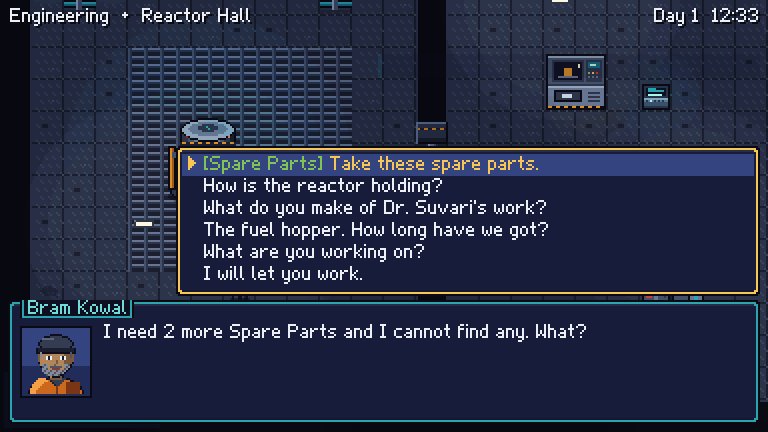 Engineering + Reactor Hall
Day 1 12:33
[Spare Parts] Take these spare parts.
How is the reactor holding?
What do you make of Dr. Suvari's work?
The fuel hopper. How long have we got?
What are you working on?
I will let you work.
Bram Kowal
I need 2 more Spare Parts and I cannot find any. What?